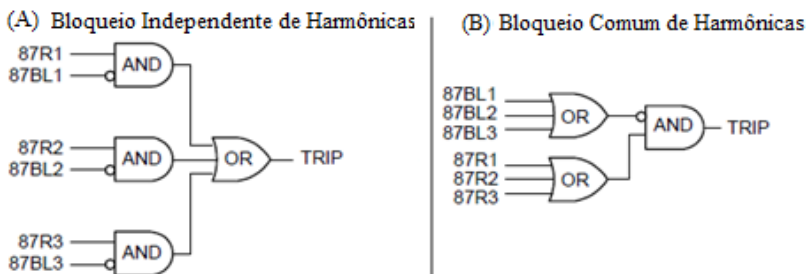 (A) Bloqueio Independente de Harmônicas
87R1
87BL1
AND
87R2
87BL2
AND
OR
TRIP
87R3
87BL3
AND
(B) Bloqueio Comum de Harmônicas
87BL1
87BL2
87BL3
OR
AND
TRIP
87R1
87R2
87R3
OR